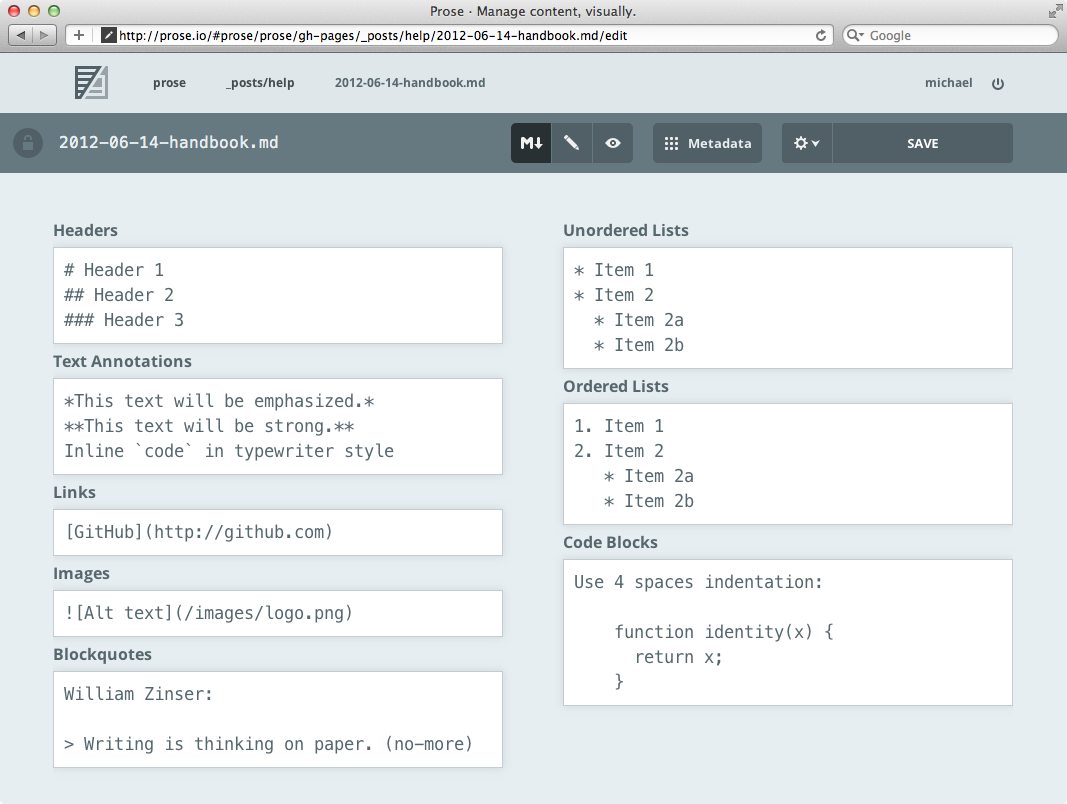 Prose · Manage content, visually.
http://prose.io/#prose/prose/gh-pages/_posts/help/2012-06-14-handbook.md/edit
Google
prose
_posts/help
2012-06-14-handbook.md
michael
2012-06-14-handbook.md
M
Metadata
SAVE
Headers
# Header 1
## Header 2
### Header 3
Text Annotations
*This text will be emphasized.*
**This text will be strong.**
Inline `code` in typewriter style
Links
[GitHub](http://github.com)
Images
![Alt text](/images/logo.png)
Blockquotes
William Zinser:
> Writing is thinking on paper. (no-more)
Unordered Lists
* Item 1
* Item 2
  * Item 2a
  * Item 2b
Ordered Lists
1. Item 1
2. Item 2
   * Item 2a
   * Item 2b
Code Blocks
Use 4 spaces indentation:
    function identity(x) {
      return x;
    }